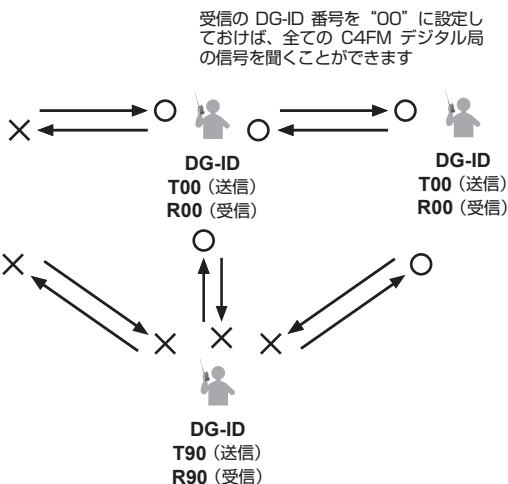 受信の DG-ID 番号を “00” に設定し
ておけば、全ての C4FM デジタル局
の信号を聞くことができます
DG-ID
T00（送信）
R00（受信）
DG-ID
T00（送信）
R00（受信）
DG-ID
T90（送信）
R90（受信）